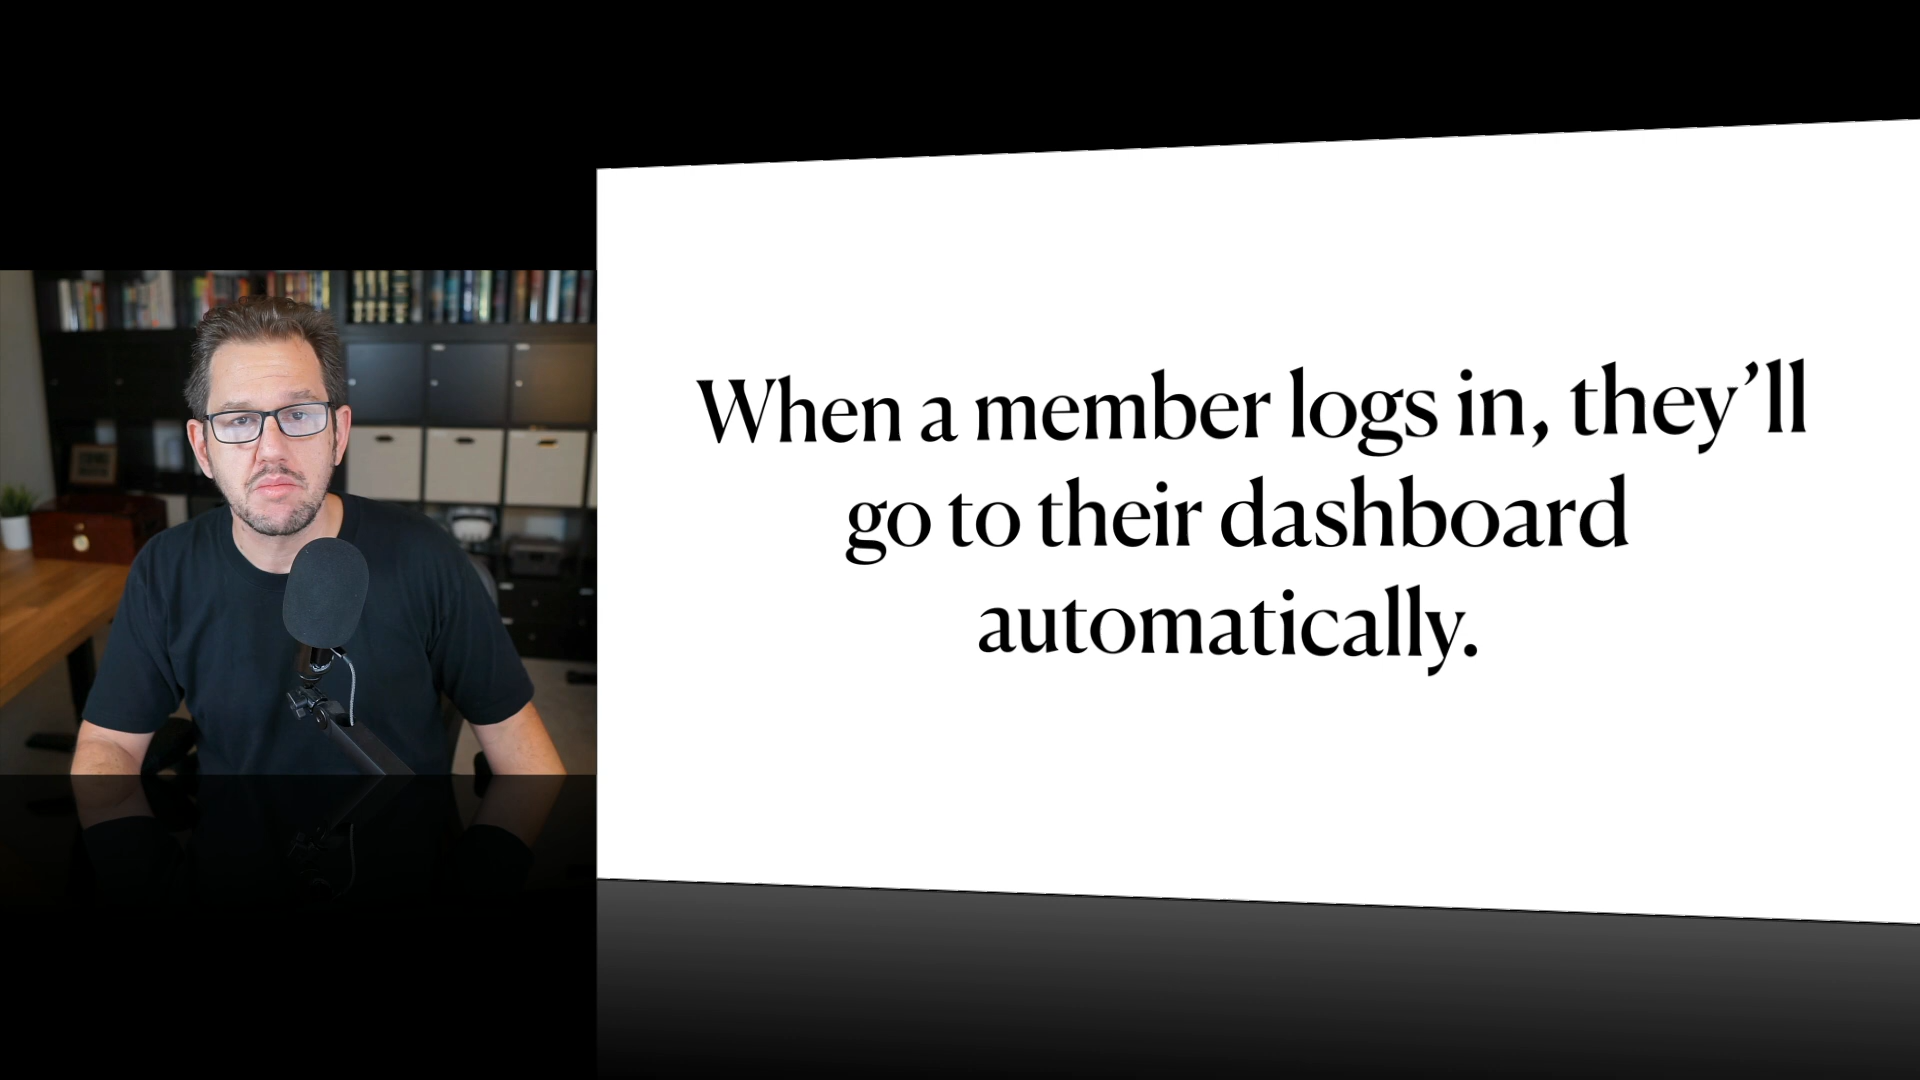 When a member logs in, they’ll
go to their dashboard
automatically.